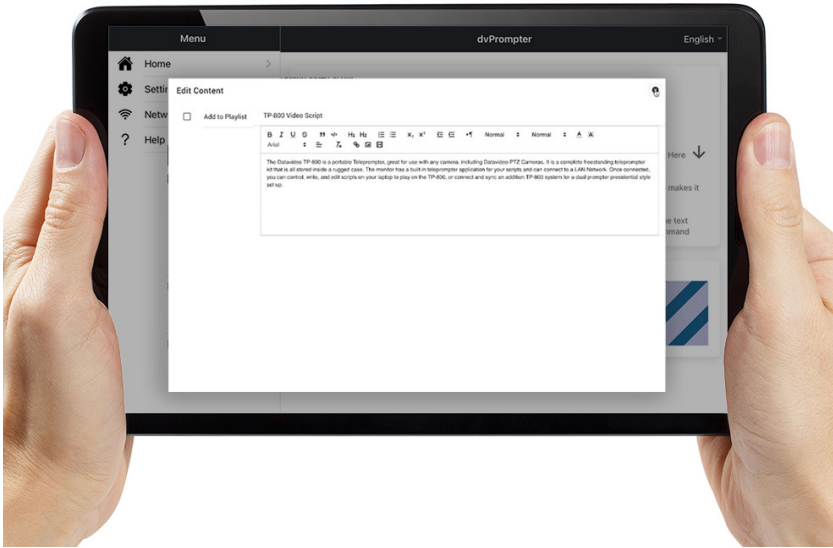 Menu
dvPrompter
English
Home
Settin
Netw
Help
Edit Content
Add to Playlist
TP-800 Video Script
B I U S " </> H1 H2 x₂ x² ¶ Normal Normal A A
Arial
The Datavideo TP-800 is a portable Teleprompter, great for use with any camera, including Datavideo PTZ Cameras. It is a complete freestanding teleprompter
kit that is all stored inside a rugged case. The monitor has a built in teleprompter application for your scripts and can connect to a LAN Network. Once connected,
you can control, write, and edit scripts on your laptop to play on the TP-800, or connect and sync an addition TP-800 system for a dual prompter presidential style
set up.
Here
makes it
e text
mmand